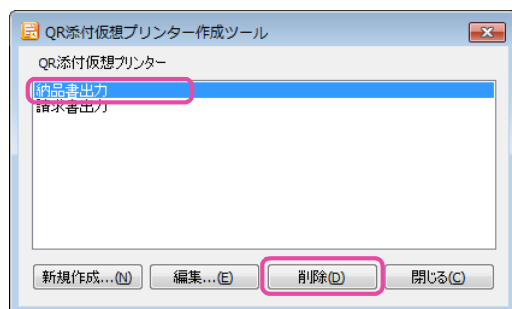 QR添付仮想プリンター作成ツール
QR添付仮想プリンター
納品書出力
請求書出力
新規作成...(N) 編集...(E) 削除(D) 閉じる(C)